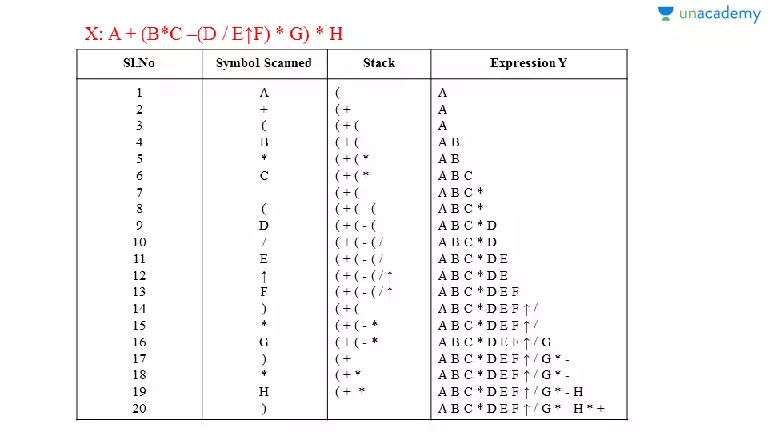 unacademy
X: A + (B*C –(D / E↑F) * G) * H
Sl.No Symbol Scanned Stack Expression Y
1 A ( A
2 + ( + A
3 ( ( + ( A
4 B ( + ( A B
5 * ( + ( * A B
6 C ( + ( * A B C
7 ( + ( A B C *
8 ( ( + ( ( A B C *
9 D ( + ( - ( A B C * D
10 / ( + ( - ( / A B C * D
11 E ( + ( - ( / A B C * D E
12 ↑ ( + ( - ( / ↑ A B C * D E
13 F ( + ( - ( / ↑ A B C * D E F
14 ) ( + ( A B C * D E F ↑ /
15 * ( + ( - * A B C * D E F ↑ /
16 G ( + ( - * A B C * D E F ↑ / G
17 ) ( + A B C * D E F ↑ / G * -
18 * ( + * A B C * D E F ↑ / G * -
19 H ( + * A B C * D E F ↑ / G * - H
20 ) A B C * D E F ↑ / G * H * +